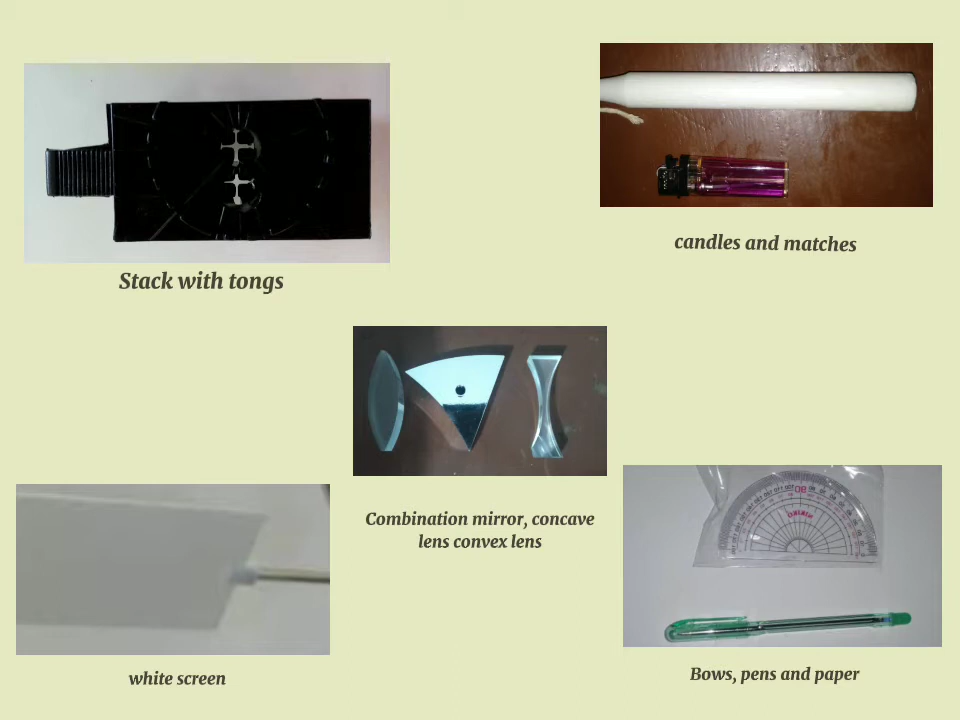 Stack with tongs
candles and matches
Combination mirror, concave
lens convex lens
white screen
Bows, pens and paper